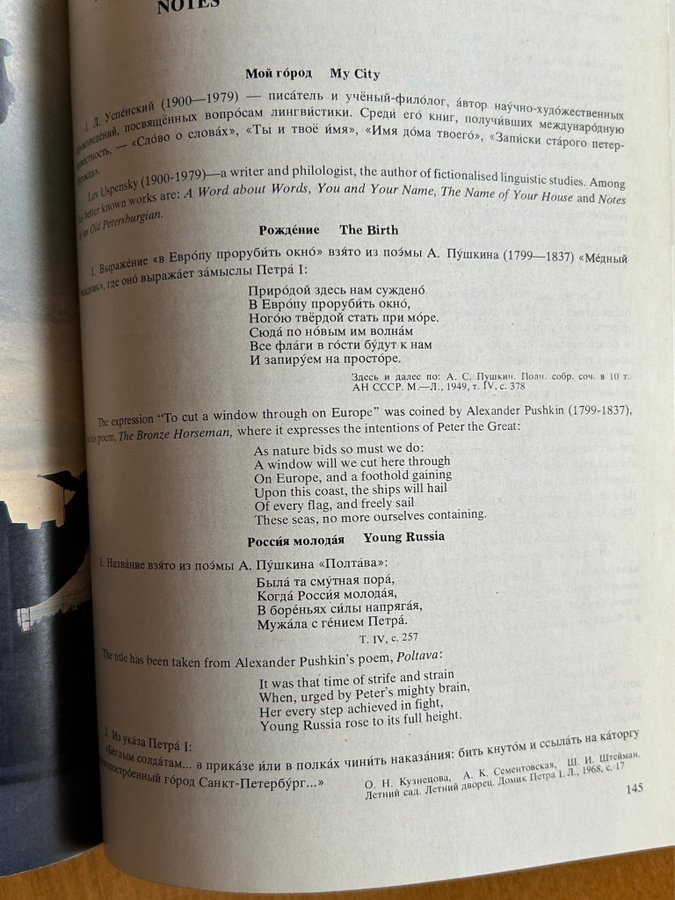 NOTES
Мой го́род My City
1. Л. Успе́нский (1900—1979) — писа́тель и учёный-фило́лог, а́втор нау́чно-худо́жественных
произведе́ний, посвящённых вопро́сам лингви́стики. Среди́ его́ книг, получи́вших междунаро́дную
изве́стность, — «Сло́во о слова́х», «Ты и твоё и́мя», «Имя до́ма твоего́», «Запи́ски ста́рого петер-
Lev Uspensky (1900-1979)—a writer and philologist, the author of fictionalised linguistic studies. Among
his better known works are: A Word about Words, You and Your Name, The Name of Your House and Notes
of an Old Petersburgian.
Рожде́ние The Birth
1. Выраже́ние «в Евро́пу проруби́ть окно́» взя́то из поэ́мы А. Пу́шкина (1799—1837) «Ме́дный
вса́дник», где оно́ выража́ет за́мыслы Петра́ I:
Приро́дой здесь нам суждено́
В Евро́пу проруби́ть окно́,
Ного́ю твёрдой стать при мо́ре.
Сюда́ по но́вым им волна́м
Все фла́ги в го́сти бу́дут к нам
И запиру́ем на просто́ре.
Здесь и далее по: А. С. Пушкин. Полн. собр. соч. в 10 т.
АН СССР. М.—Л., 1949, т. IV, с. 378
The expression “To cut a window through on Europe” was coined by Alexander Pushkin (1799-1837),
in his poem, The Bronze Horseman, where it expresses the intentions of Peter the Great:
As nature bids so must we do:
A window will we cut here through
On Europe, and a foothold gaining
Upon this coast, the ships will hail
Of every flag, and freely sail
These seas, no more ourselves containing.
Росси́я молода́я Young Russia
1. Назва́ние взя́то из поэ́мы А. Пу́шкина «Полта́ва»:
Была́ та сму́тная пора́,
Когда́ Росси́я молода́я,
В боре́ньях си́лы напряга́я,
Мужа́ла с ге́нием Петра́.
Т. IV, с. 257
The title has been taken from Alexander Pushkin's poem, Poltava:
It was that time of strife and strain
When, urged by Peter's mighty brain,
Her every step achieved in fight,
Young Russia rose to its full height.
2. Из ука́за Петра́ I:
«Бе́глым солда́там... в прика́зе и́ли в полка́х чини́ть наказа́ния: бить кнуто́м и ссыла́ть на ка́торгу
в новостро́енный го́род Санкт-Петербу́рг...»
О. Н. Кузнецова, А. К. Сементовская, Ш. И. Штейман.
Летний сад. Летний дворец. Домик Петра I. Л., 1968, с. 17
145